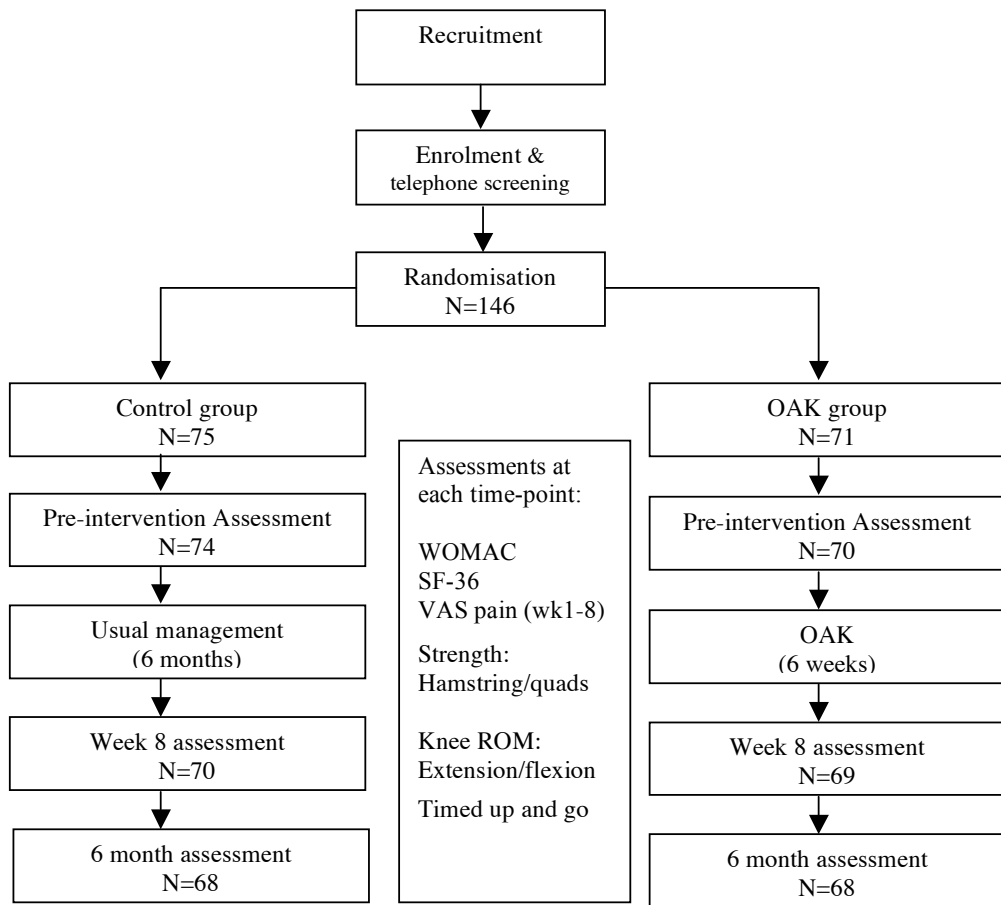 Recruitment
Enrolment &
telephone screening
Randomisation
N=146
Control group
N=75
Pre-intervention Assessment
N=74
Usual management
(6 months)
Week 8 assessment
N=70
6 month assessment
N=68
Assessments at
each time-point:
WOMAC
SF-36
VAS pain (wk1-8)
Strength:
Hamstring/quads
Knee ROM:
Extension/flexion
Timed up and go
OAK group
N=71
Pre-intervention Assessment
N=70
OAK
(6 weeks)
Week 8 assessment
N=69
6 month assessment
N=68